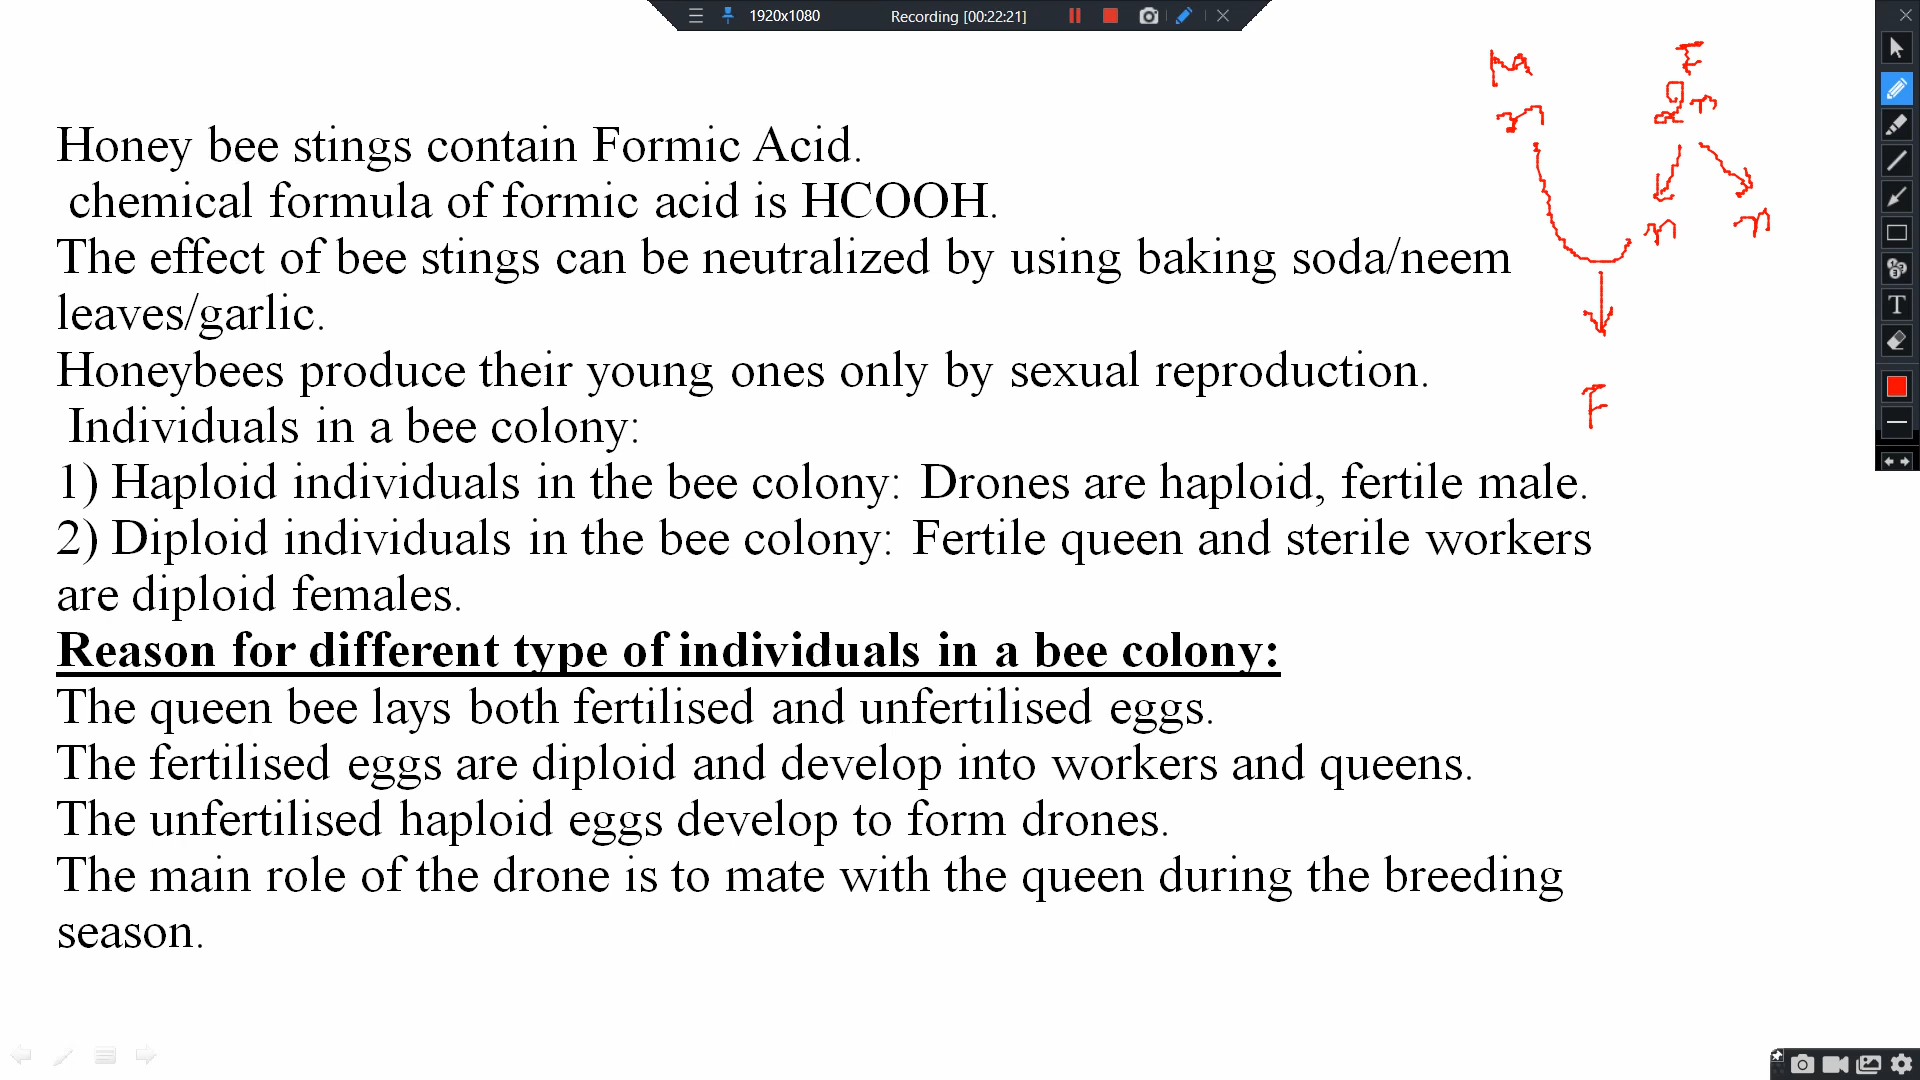 1920x1080 Recording [00:22:21]
M F
n 2n
n n
F
Honey bee stings contain Formic Acid.
chemical formula of formic acid is HCOOH.
The effect of bee stings can be neutralized by using baking soda/neem
leaves/garlic.
Honeybees produce their young ones only by sexual reproduction.
Individuals in a bee colony:
1) Haploid individuals in the bee colony: Drones are haploid, fertile male.
2) Diploid individuals in the bee colony: Fertile queen and sterile workers
are diploid females.
Reason for different type of individuals in a bee colony:
The queen bee lays both fertilised and unfertilised eggs.
The fertilised eggs are diploid and develop into workers and queens.
The unfertilised haploid eggs develop to form drones.
The main role of the drone is to mate with the queen during the breeding
season.